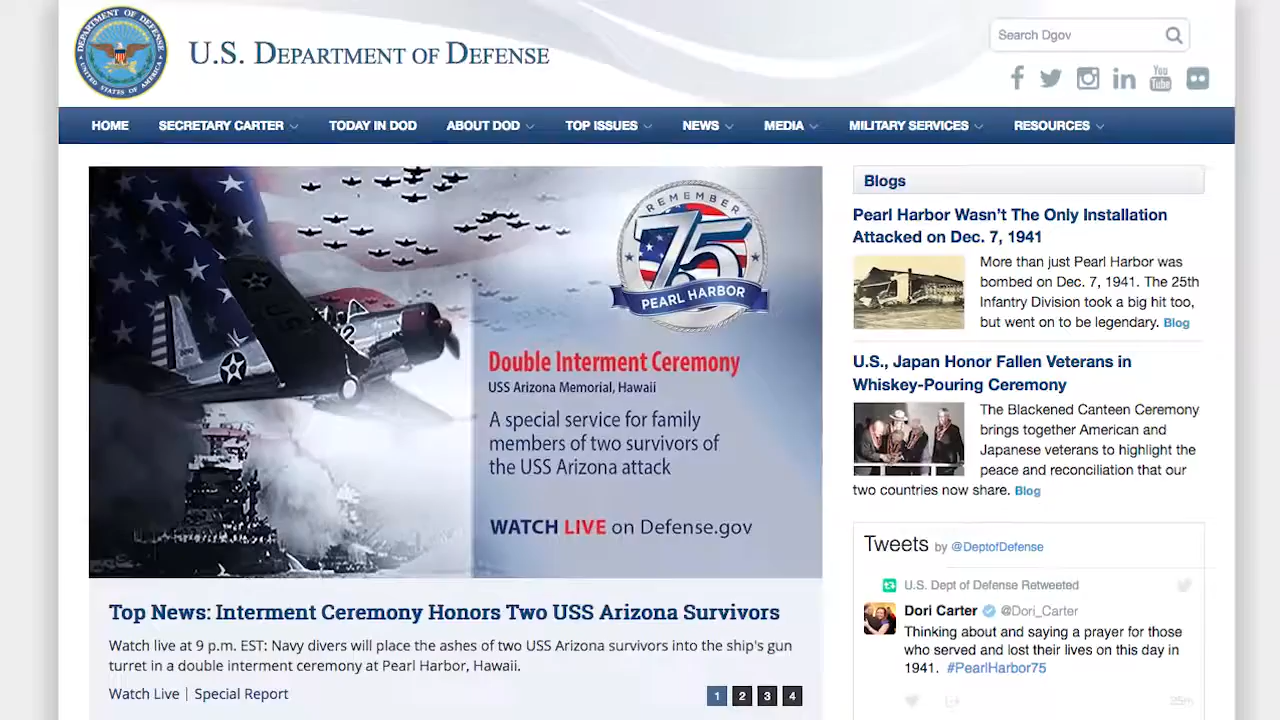 DEPARTMENT OF DEFENSE
UNITED STATES OF AMERICA
U.S. DEPARTMENT OF DEFENSE
Search Dgov
You
Tube
HOME
SECRETARY CARTER
TODAY IN DOD
ABOUT DOD
TOP ISSUES
NEWS
MEDIA
MILITARY SERVICES
RESOURCES
REMEMBER
75
PEARL HARBOR
Double Interment Ceremony
USS Arizona Memorial, Hawaii
A special service for family
members of two survivors of
the USS Arizona attack
WATCH LIVE on Defense.gov
Top News: Interment Ceremony Honors Two USS Arizona Survivors
Watch live at 9 p.m. EST: Navy divers will place the ashes of two USS Arizona survivors into the ship's gun
turret in a double interment ceremony at Pearl Harbor, Hawaii.
Watch Live | Special Report
1 2 3 4
Blogs
Pearl Harbor Wasn't The Only Installation
Attacked on Dec. 7, 1941
More than just Pearl Harbor was
bombed on Dec. 7, 1941. The 25th
Infantry Division took a big hit too,
but went on to be legendary. Blog
U.S., Japan Honor Fallen Veterans in
Whiskey-Pouring Ceremony
The Blackened Canteen Ceremony
brings together American and
Japanese veterans to highlight the
peace and reconciliation that our
two countries now share. Blog
Tweets by @DeptofDefense
U.S. Dept of Defense Retweeted
Dori Carter @Dori_Carter
Thinking about and saying a prayer for those
who served and lost their lives on this day in
1941. #PearlHarbor75
25m